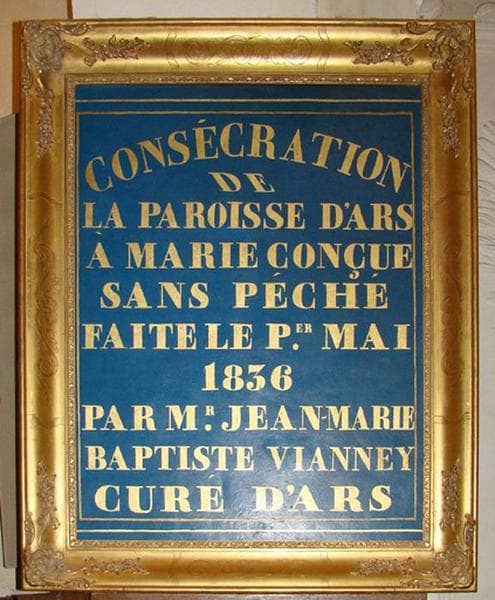 CONSÉCRATION
DE
LA PAROISSE D'ARS
À MARIE CONÇUE
SANS PÉCHÉ
FAITE LE P.ER MAI
1836
PAR M.R JEAN-MARIE
BAPTISTE VIANNEY
CURÉ D'ARS